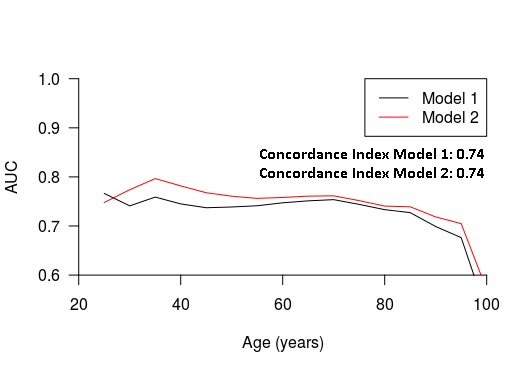 1.0
0.9
0.8
0.7
0.6
AUC
Model 1
Model 2
Concordance Index Model 1: 0.74
Concordance Index Model 2: 0.74
20 40 60 80 100
Age (years)